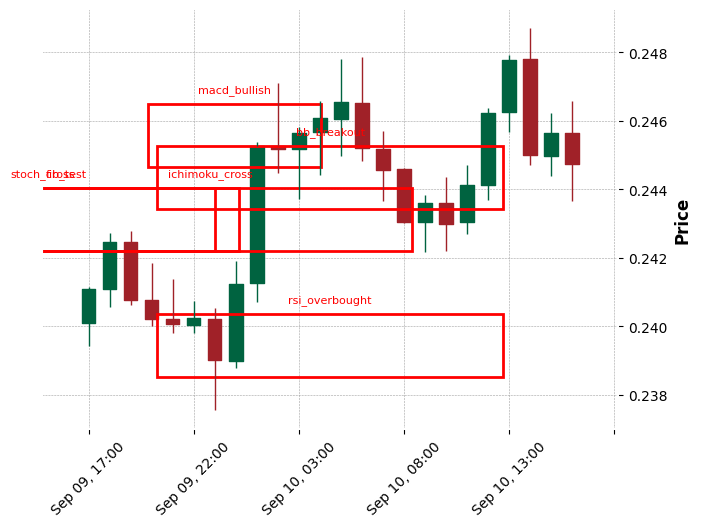 macd_bullish
bb_breakout
ichimoku_cross
rsi_overbought
0.248
0.246
0.244
0.242
0.240
0.238
Price
Sep 09, 17:00
Sep 09, 22:00
Sep 10, 03:00
Sep 10, 08:00
Sep 10, 13:00